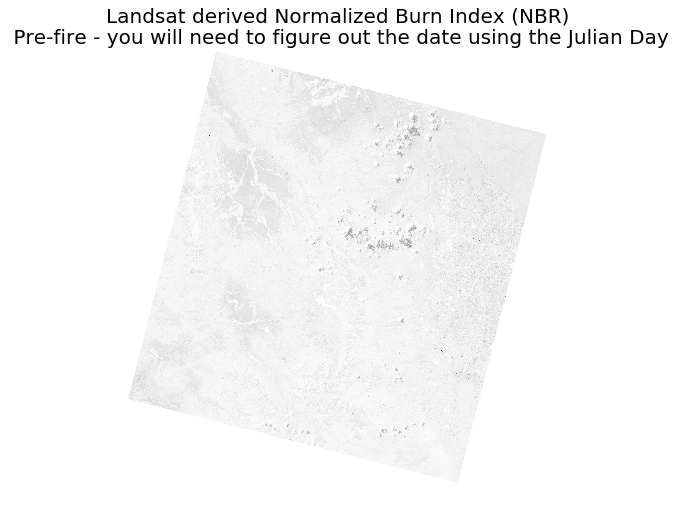 Landsat derived Normalized Burn Index (NBR)
Pre-fire - you will need to figure out the date using the Julian Day